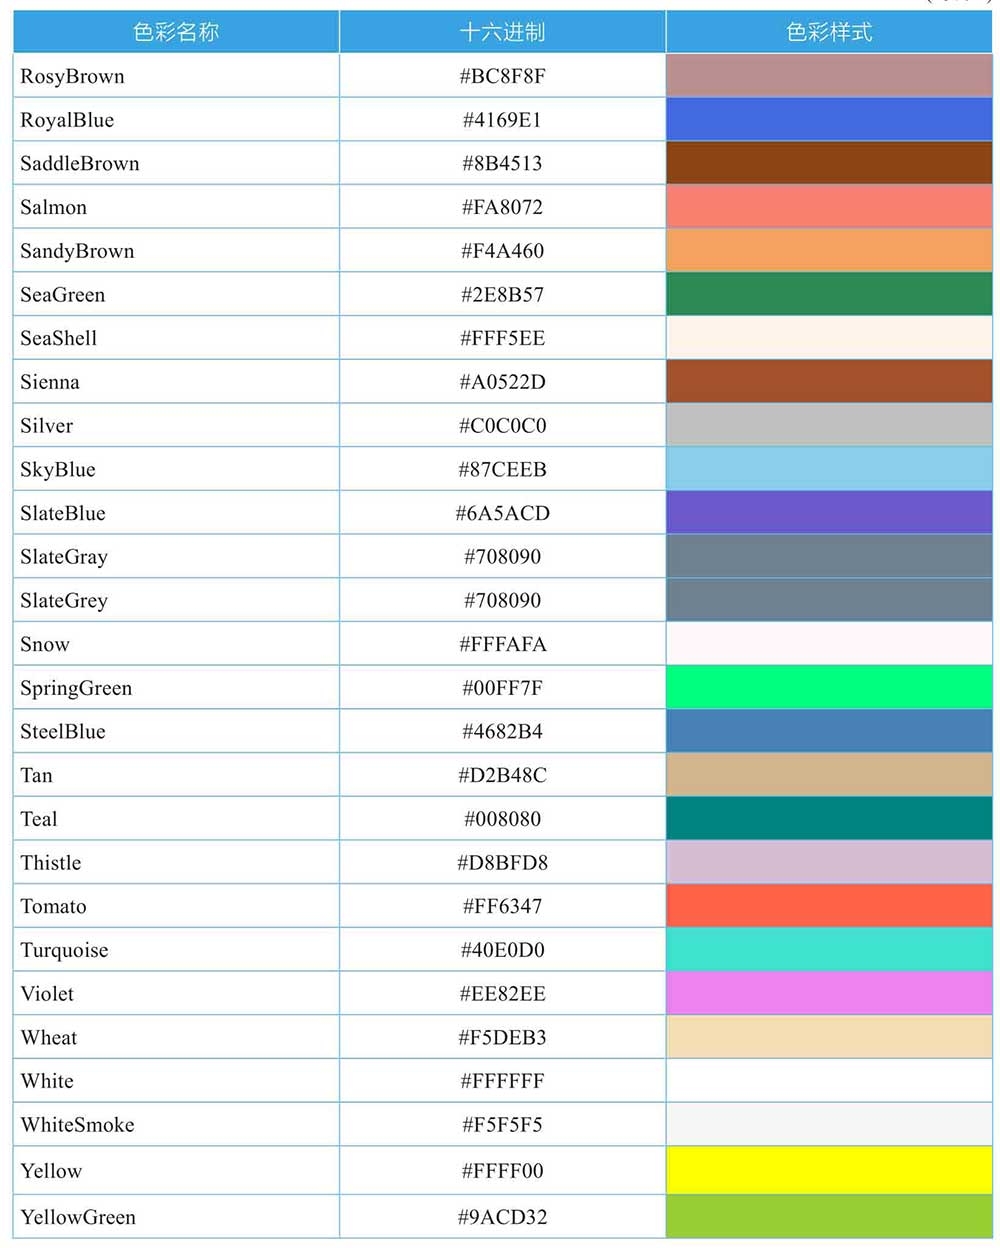 色彩名称 十六进制 色彩样式
RosyBrown #BC8F8F
RoyalBlue #4169E1
SaddleBrown #8B4513
Salmon #FA8072
SandyBrown #F4A460
SeaGreen #2E8B57
SeaShell #FFF5EE
Sienna #A0522D
Silver #C0C0C0
SkyBlue #87CEEB
SlateBlue #6A5ACD
SlateGray #708090
SlateGrey #708090
Snow #FFFAFA
SpringGreen #00FF7F
SteelBlue #4682B4
Tan #D2B48C
Teal #008080
Thistle #D8BFD8
Tomato #FF6347
Turquoise #40E0D0
Violet #EE82EE
Wheat #F5DEB3
White #FFFFFF
WhiteSmoke #F5F5F5
Yellow #FFFF00
YellowGreen #9ACD32